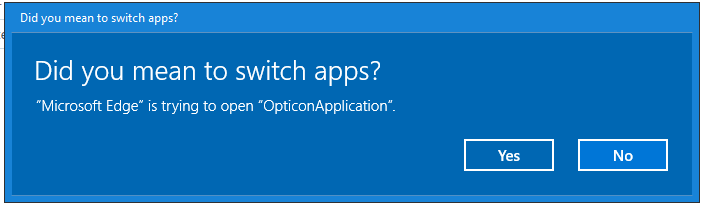 Did you mean to switch apps?
Did you mean to switch apps?
"Microsoft Edge" is trying to open "OpticonApplication".
Yes
No